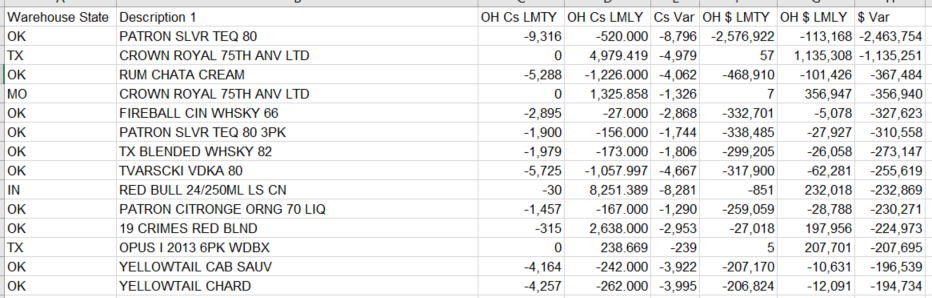 Warehouse State Description 1 OH Cs LMTY OH Cs LMLY Cs Var OH $ LMTY OH $ LMLY $ Var
OK PATRON SLVR TEQ 80 -9,316 -520.000 -8,796 -2,576,922 -113,168 -2,463,754
TX CROWN ROYAL 75TH ANV LTD 0 4,979.419 -4,979 57 1,135,308 -1,135,251
OK RUM CHATA CREAM -5,288 -1,226.000 -4,062 -468,910 -101,426 -367,484
MO CROWN ROYAL 75TH ANV LTD 0 1,325.858 -1,326 7 356,947 -356,940
OK FIREBALL CIN WHSKY 66 -2,895 -27.000 -2,868 -332,701 -5,078 -327,623
OK PATRON SLVR TEQ 80 3PK -1,900 -156.000 -1,744 -338,485 -27,927 -310,558
OK TX BLENDED WHSKY 82 -1,979 -173.000 -1,806 -299,205 -26,058 -273,147
OK TVARSCKI VDKA 80 -5,725 -1,057.997 -4,667 -317,900 -62,281 -255,619
IN RED BULL 24/250ML LS CN -30 8,251.389 -8,281 -851 232,018 -232,869
OK PATRON CITRONGE ORNG 70 LIQ -1,457 -167.000 -1,290 -259,059 -28,788 -230,271
OK 19 CRIMES RED BLND -315 2,638.000 -2,953 -27,018 197,956 -224,973
TX OPUS I 2013 6PK WDBX 0 238.669 -239 5 207,701 -207,695
OK YELLOWTAIL CAB SAUV -4,164 -242.000 -3,922 -207,170 -10,631 -196,539
OK YELLOWTAIL CHARD -4,257 -262.000 -3,995 -206,824 -12,091 -194,734